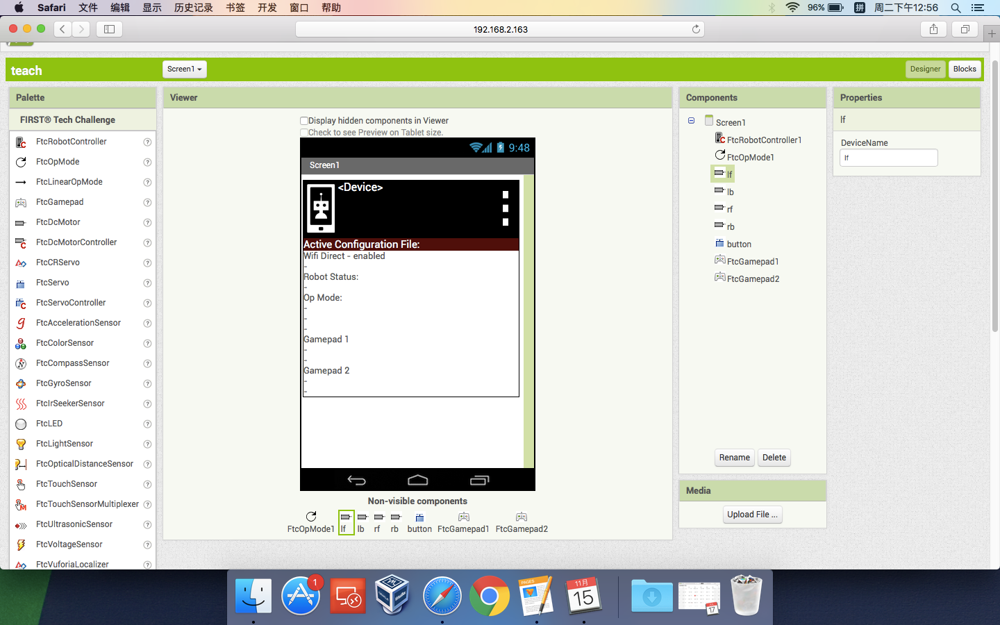 Safari 文件 编辑 显示 历史记录 书签 开发 窗口 帮助 96% 拼 周二下午12:56
192.168.2.163
teach Screen1 Designer Blocks
Palette
FIRST® Tech Challenge
FtcRobotController ?
FtcOpMode ?
FtcLinearOpMode ?
FtcGamepad ?
FtcDcMotor ?
FtcDcMotorController ?
FtcCRServo ?
FtcServo ?
FtcServoController ?
FtcAccelerationSensor ?
FtcColorSensor ?
FtcCompassSensor ?
FtcGyroSensor ?
FtcIrSeekerSensor ?
FtcLED ?
FtcLightSensor ?
FtcOpticalDistanceSensor ?
FtcTouchSensor ?
FtcTouchSensorMultiplexer ?
FtcUltrasonicSensor ?
FtcVoltageSensor ?
FtcVuforiaLocalizer ?
Viewer
Display hidden components in Viewer
Check to see Preview on Tablet size.
9:48
Screen1
<Device>
Active Configuration File:
Wifi Direct - enabled
-
Robot Status:
-
Op Mode:
-
-
-
Gamepad 1
-
-
Gamepad 2
-
-
Non-visible components
FtcOpMode1 lf lb rf rb button FtcGamepad1 FtcGamepad2
Components
Screen1
FtcRobotController1
FtcOpMode1
lf
lb
rf
rb
button
FtcGamepad1
FtcGamepad2
Rename Delete
Media
Upload File ...
Properties
lf
DeviceName
lf
1
PAGES
11月
15
17